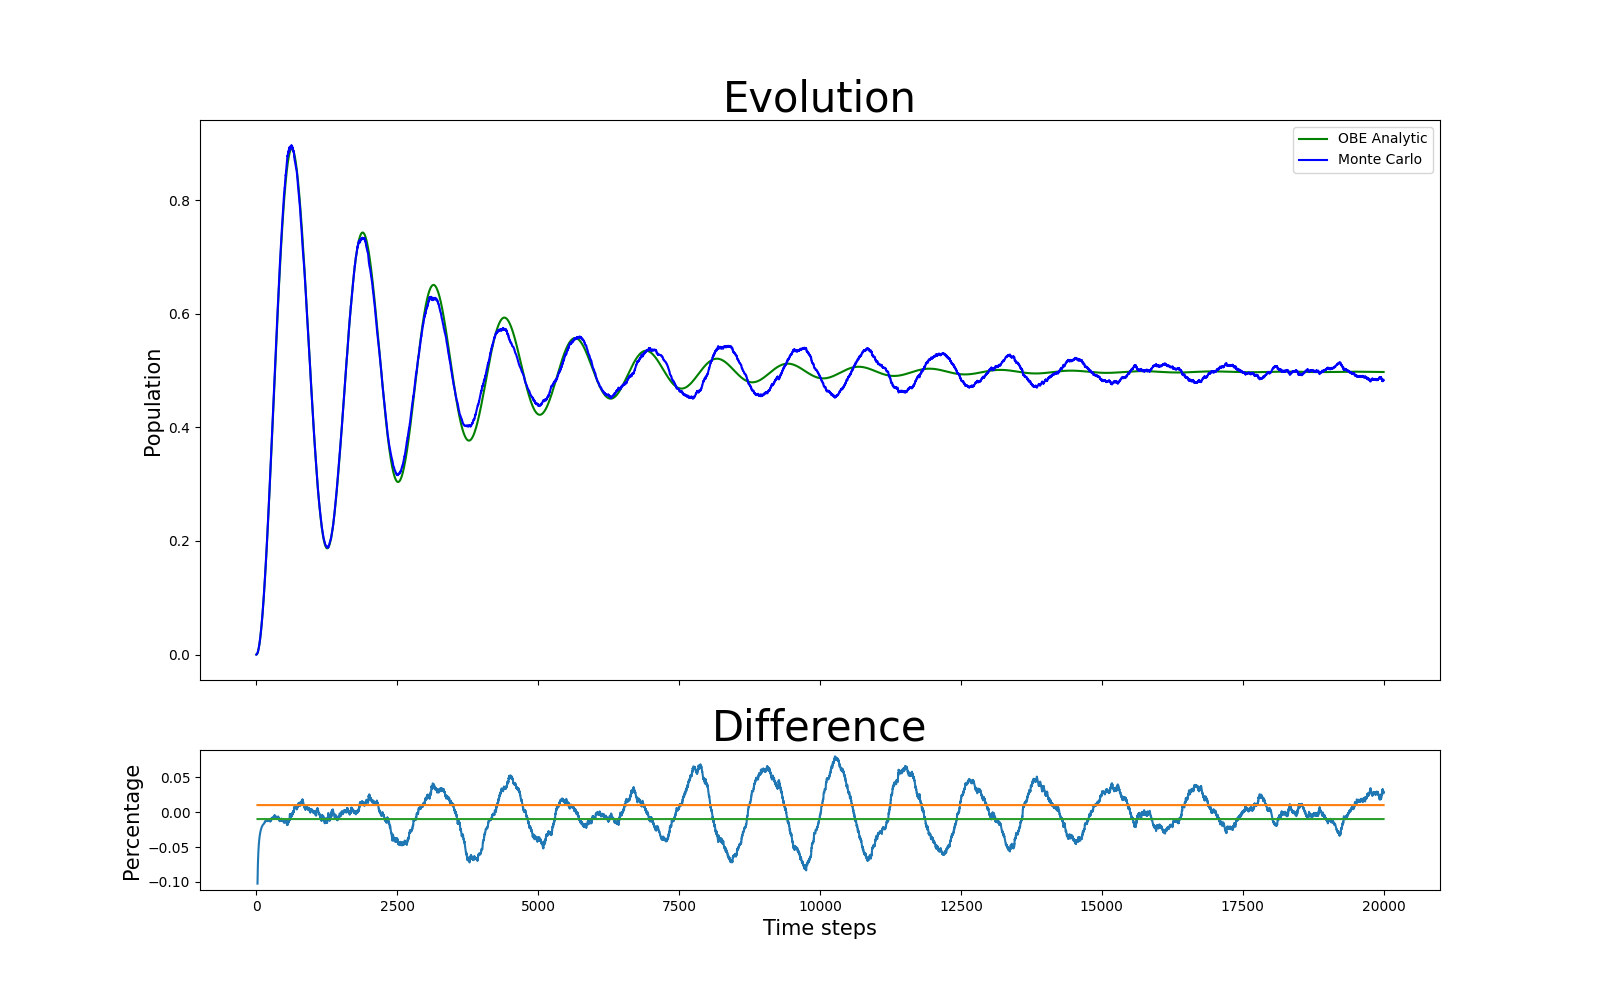 Evolution
OBE Analytic
Monte Carlo
Population
0.8
0.6
0.4
0.2
0.0
Difference
Percentage
0.05
0.00
−0.05
−0.10
0 2500 5000 7500 10000 12500 15000 17500 20000
Time steps